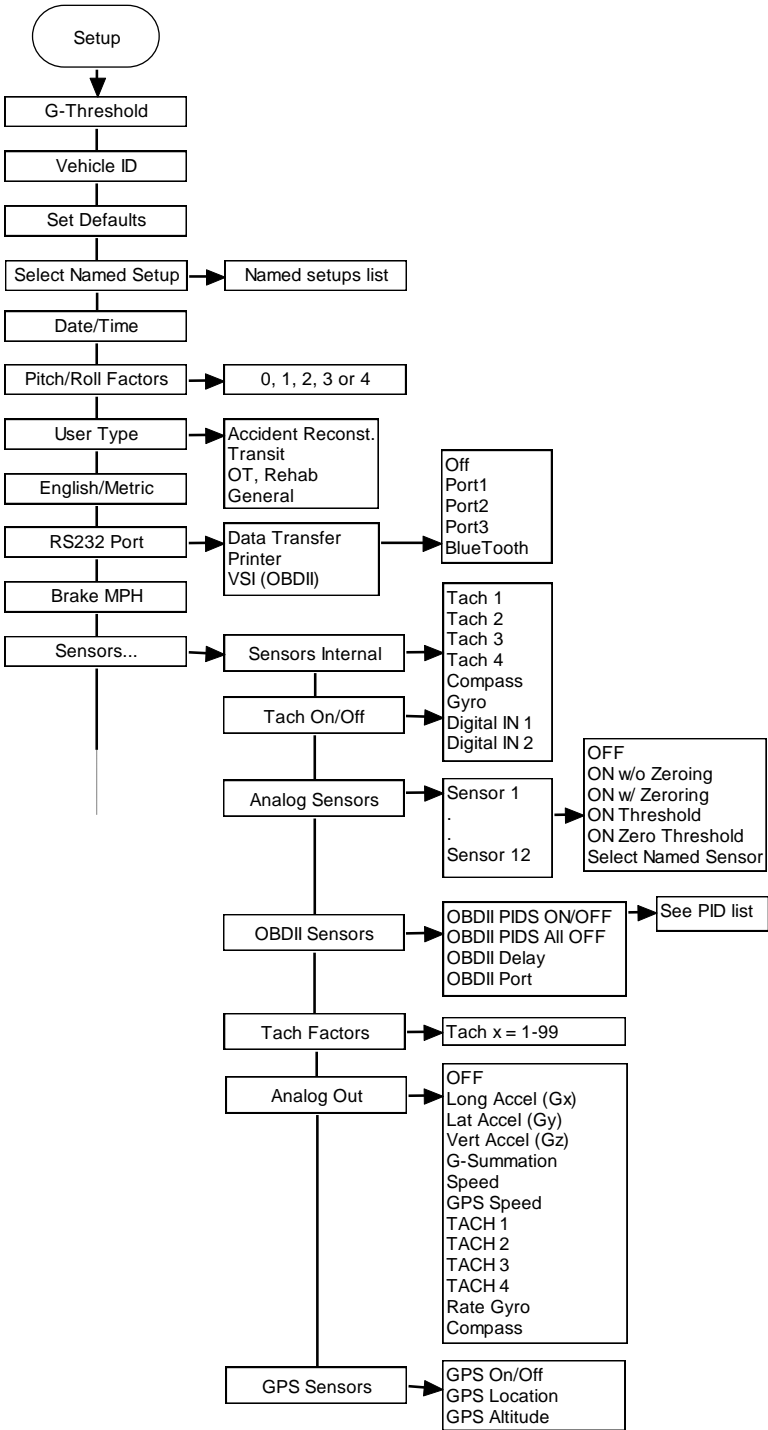 Setup
G-Threshold
Vehicle ID
Set Defaults
Select Named Setup
Named setups list
Date/Time
Pitch/Roll Factors
0, 1, 2, 3 or 4
User Type
Accident Reconst.
Transit
OT, Rehab
General
English/Metric
RS232 Port
Data Transfer
Printer
VSI (OBDII)
Off
Port1
Port2
Port3
BlueTooth
Brake MPH
Sensors...
Sensors Internal
Tach On/Off
Tach 1
Tach 2
Tach 3
Tach 4
Compass
Gyro
Digital IN 1
Digital IN 2
Analog Sensors
Sensor 1
.
.
Sensor 12
OFF
ON w/o Zeroing
ON w/ Zeroring
ON Threshold
ON Zero Threshold
Select Named Sensor
OBDII Sensors
OBDII PIDS ON/OFF
OBDII PIDS All OFF
OBDII Delay
OBDII Port
See PID list
Tach Factors
Tach x = 1-99
Analog Out
OFF
Long Accel (Gx)
Lat Accel (Gy)
Vert Accel (Gz)
G-Summation
Speed
GPS Speed
TACH 1
TACH 2
TACH 3
TACH 4
Rate Gyro
Compass
GPS Sensors
GPS On/Off
GPS Location
GPS Altitude